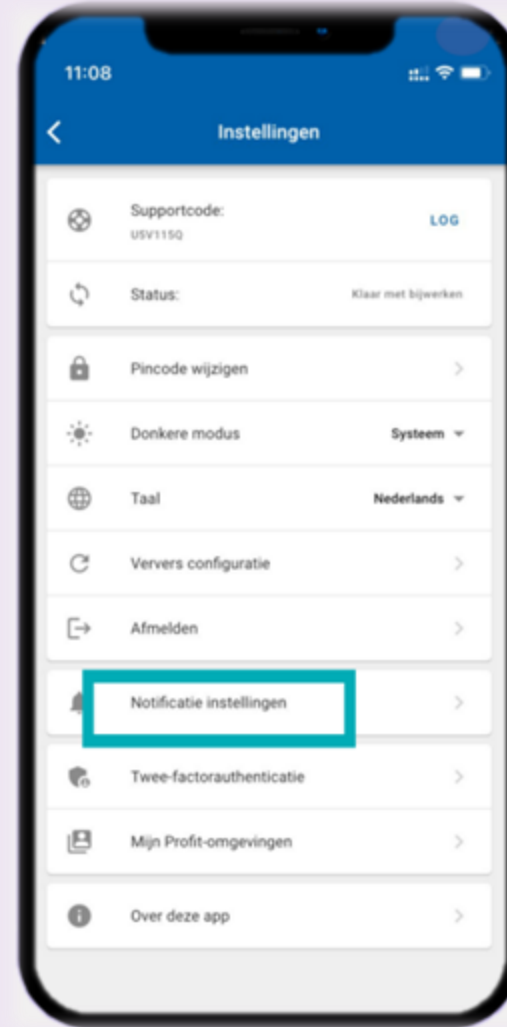 11:08
Instellingen
Supportcode:
LOG
USV115Q
Status:
Klaar met bijwerken
Pincode wijzigen
Donkere modus
Systeem
Taal
Nederlands
Ververs configuratie
Afmelden
Notificatie instellingen
Twee-factorauthenticatie
Mijn Profit-omgevingen
Over deze app